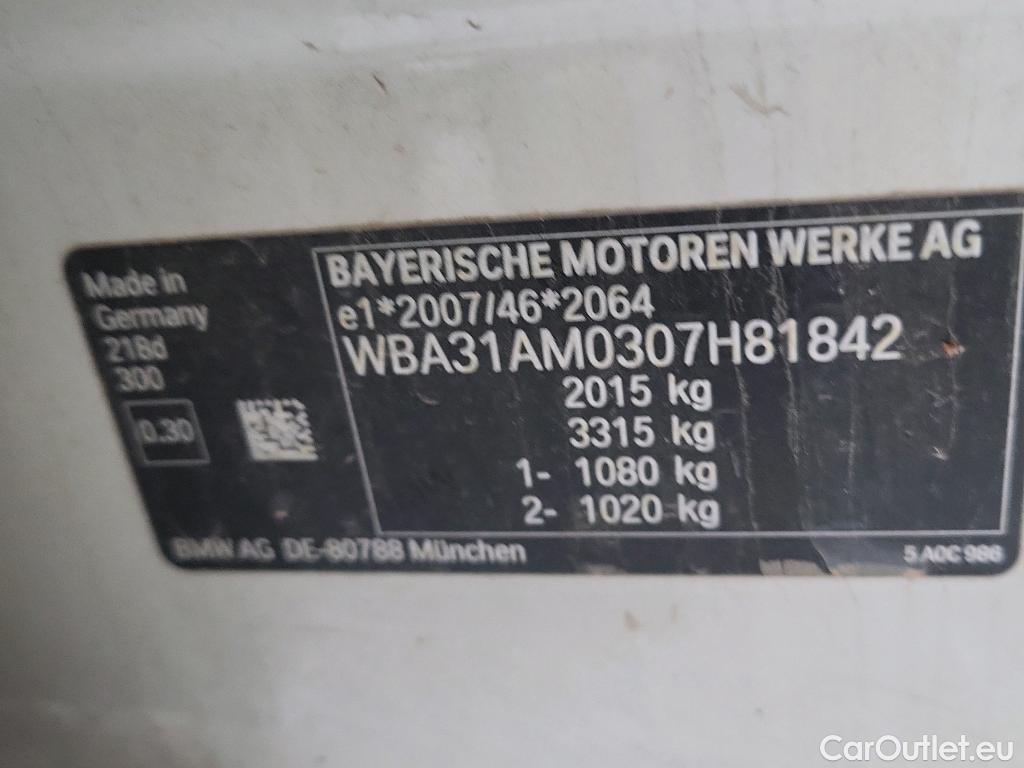 Made in
Germany
218d
300
0.30
BAYERISCHE MOTOREN WERKE AG
e1*2007/46*2064
WBA31AM0307H81842
2015 kg
3315 kg
1- 1080 kg
2- 1020 kg
BMW AG DE-80788 München
5 A0C 986
CarOutlet.eu